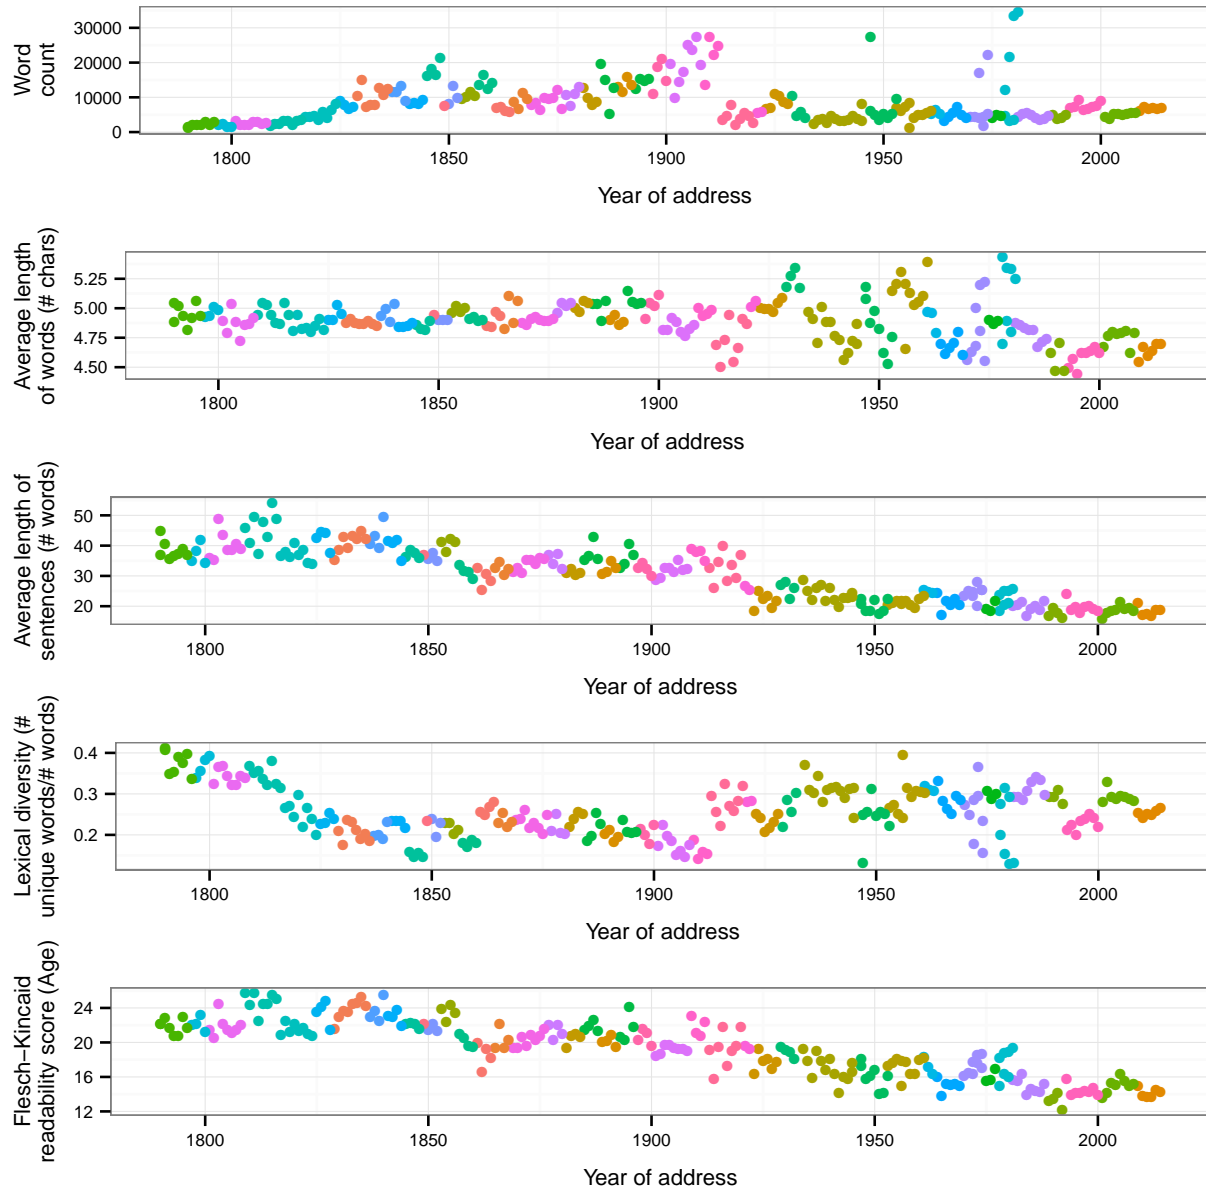 Word
count
30000
20000
10000
0
1800 1850 1900 1950 2000
Year of address
Average length
of words (# chars)
5.25
5.00
4.75
4.50
1800 1850 1900 1950 2000
Year of address
Average length of
sentences (# words)
50
40
30
20
1800 1850 1900 1950 2000
Year of address
Lexical diversity (#
unique words/# words)
0.4
0.3
0.2
1800 1850 1900 1950 2000
Year of address
Flesch−Kincaid
readability score (Age)
24
20
16
12
1800 1850 1900 1950 2000
Year of address